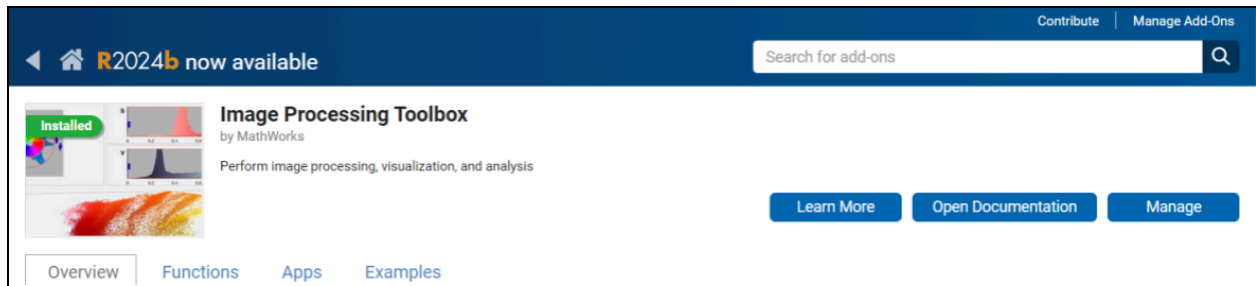 Contribute Manage Add-Ons
R2024b now available
Search for add-ons
Installed
Image Processing Toolbox
by MathWorks
Perform image processing, visualization, and analysis
Learn More Open Documentation Manage
Overview Functions Apps Examples